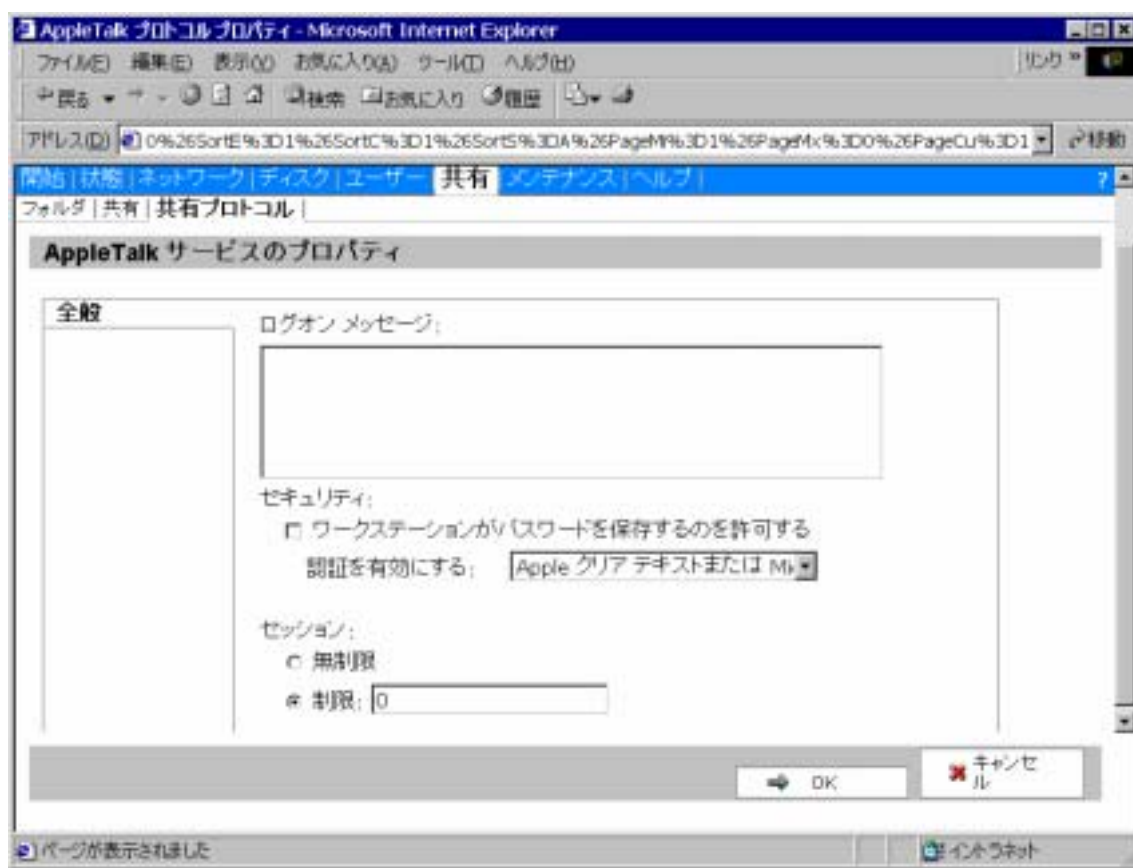 AppleTalk プロトコル プロパティ - Microsoft Internet Explorer
ファイル(F) 編集(E) 表示(V) お気に入り(A) ツール(T) ヘルプ(H) リンク »
戻る 検索 お気に入り 履歴
アドレス(D) 0%26SortE%3D1%26SortC%3D1%26SortS%3DA%26PageMi%3D1%26PageMx%3D0%26PageCu%3D1 移動
開始 | 状態 | ネットワーク | ディスク | ユーザー | 共有 | メンテナンス | ヘルプ | ?
フォルダ | 共有 | 共有プロトコル |
AppleTalk サービスのプロパティ
全般
ログオン メッセージ:
セキュリティ:
ワークステーションがパスワードを保存するのを許可する
認証を有効にする: Apple クリア テキストまたは Mi
セッション:
無制限
制限: 0
OK
キャンセ
ル
ページが表示されました イントラネット